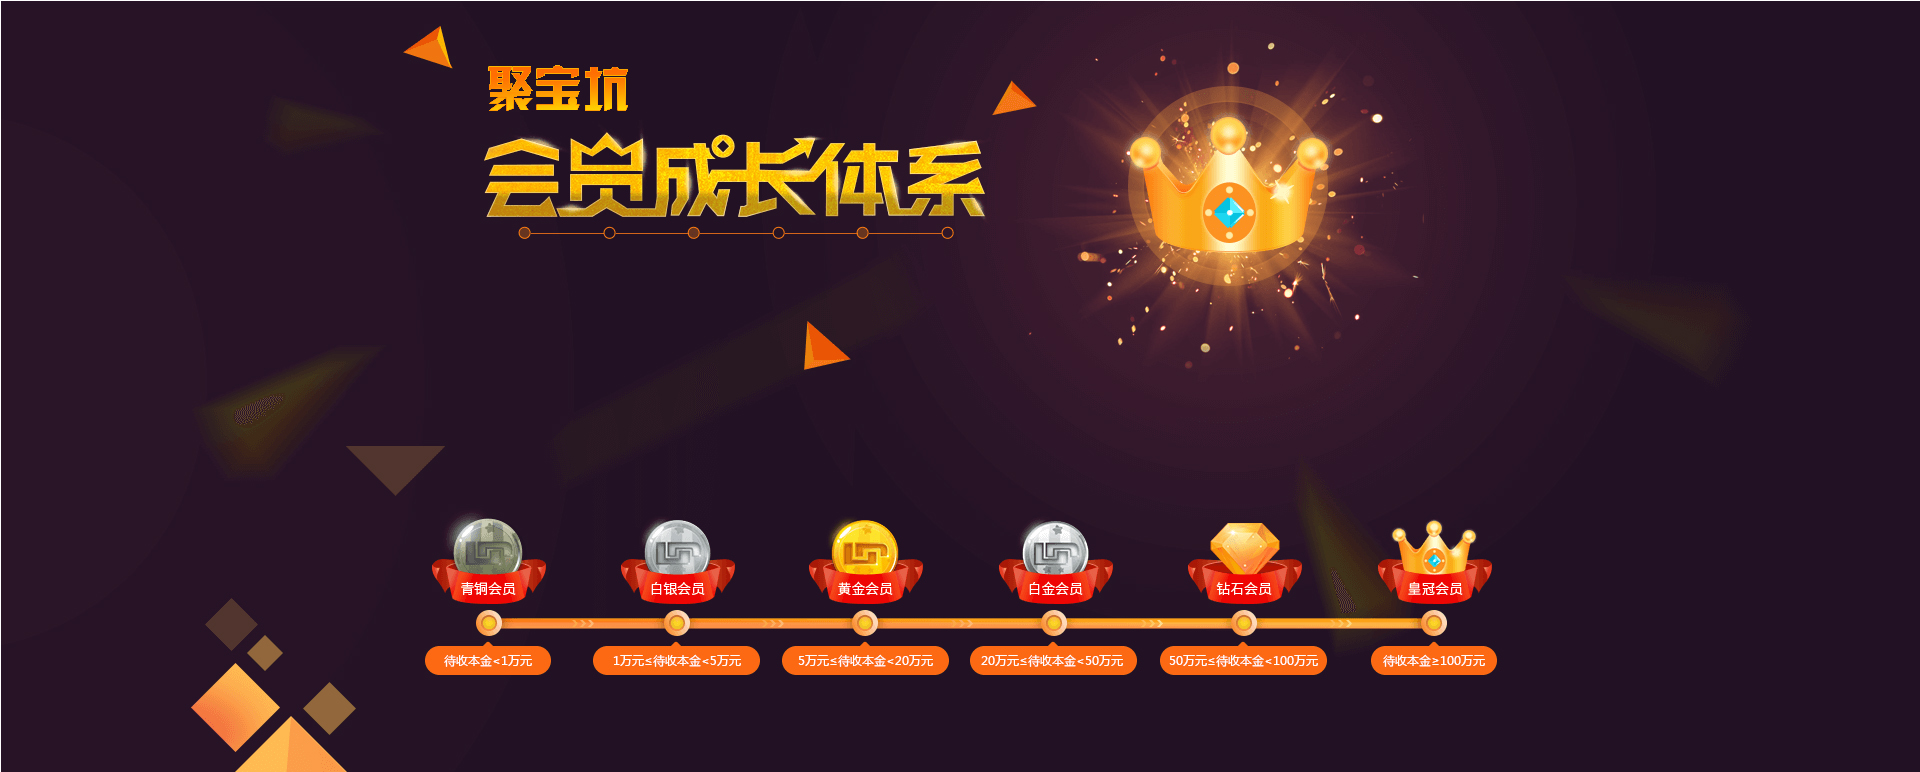 聚宝坑
会员成长体系
青铜会员
白银会员
黄金会员
白金会员
钻石会员
皇冠会员
待收本金<1万元
1万元≤待收本金<5万元
5万元≤待收本金<20万元
20万元≤待收本金<50万元
50万元≤待收本金<100万元
待收本金≥100万元